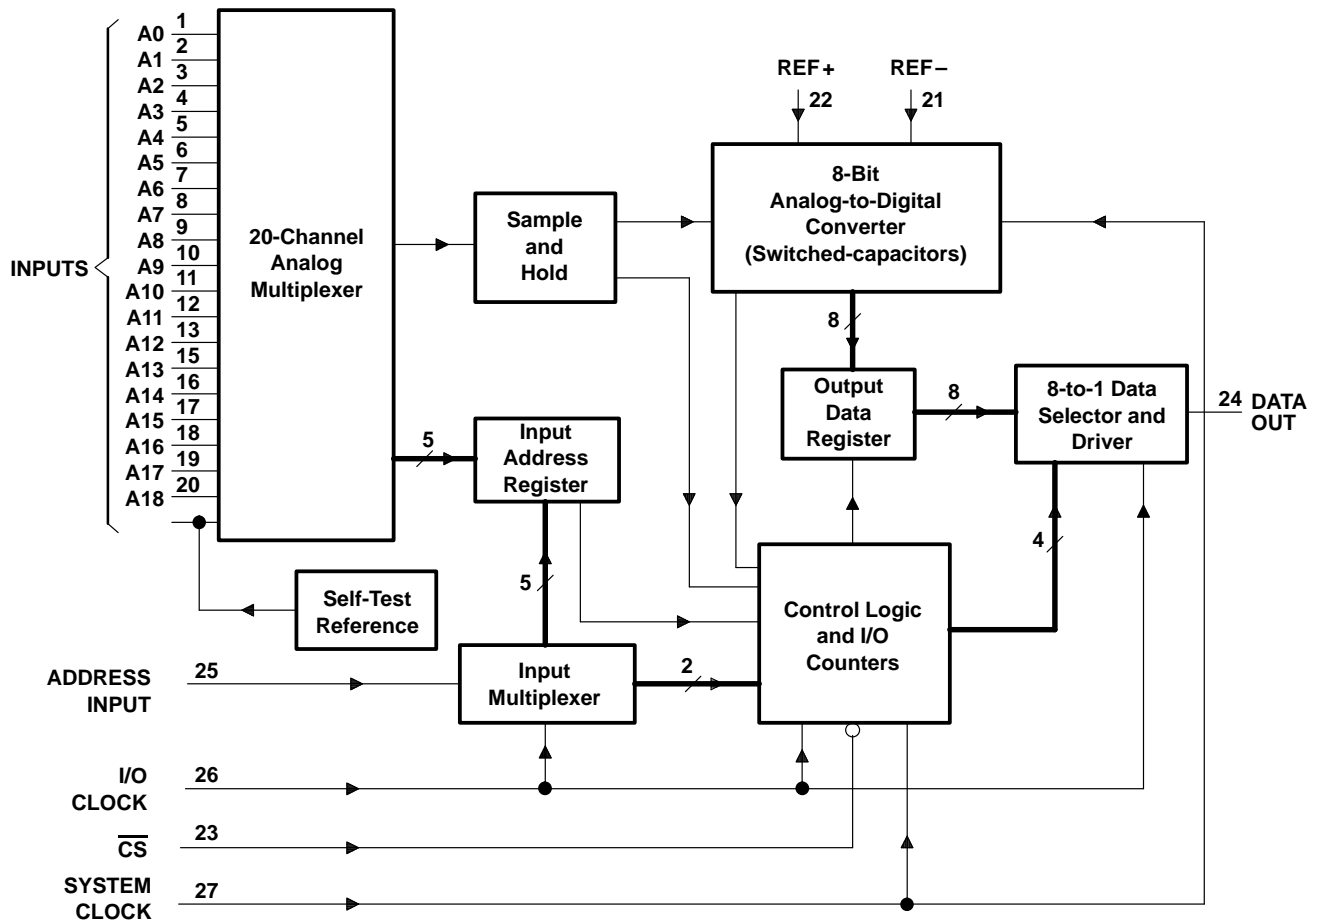 INPUTS
A0 1
A1 2
A2 3
A3 4
A4 5
A5 6
A6 7
A7 8
A8 9
A9 10
A10 11
A11 12
A12 13
A13 15
A14 16
A15 17
A16 18
A17 19
A18 20
20-Channel
Analog
Multiplexer
Sample
and
Hold
REF+
22
REF–
21
8-Bit
Analog-to-Digital
Converter
(Switched-capacitors)
8
Output
Data
Register
8
8-to-1 Data
Selector and
Driver
24 DATA
OUT
5
Input
Address
Register
5
4
Self-Test
Reference
Control Logic
and I/O
Counters
ADDRESS
INPUT
25
Input
Multiplexer
2
I/O
CLOCK
26
CS
23
SYSTEM
CLOCK
27